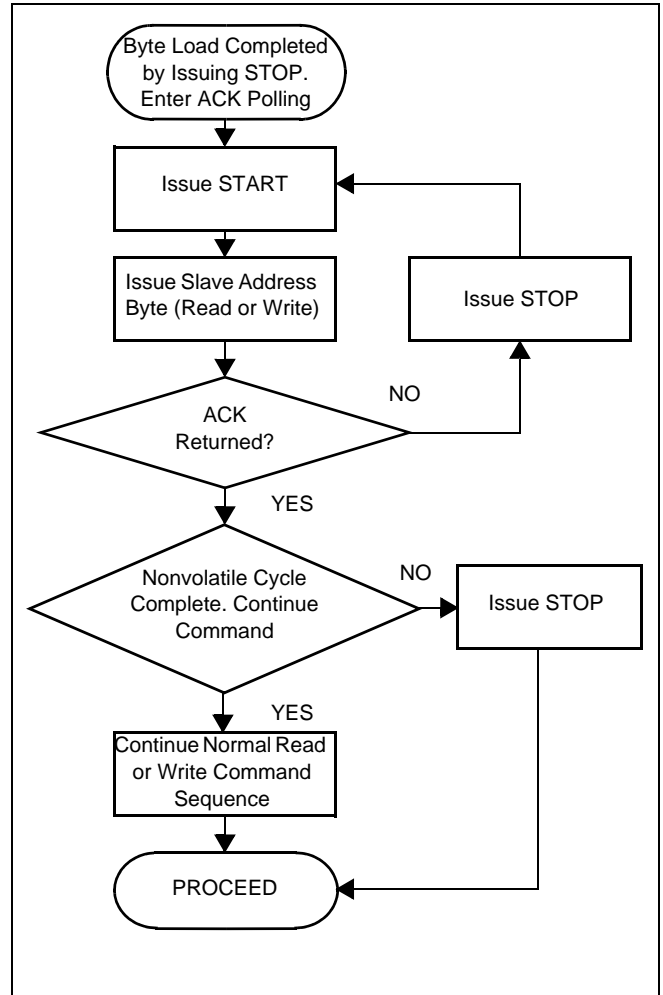 Byte Load Completed
by Issuing STOP.
Enter ACK Polling
Issue START
Issue Slave Address
Byte (Read or Write)
Issue STOP
ACK
Returned?
NO
YES
Nonvolatile Cycle
Complete. Continue
Command
NO
Issue STOP
YES
Continue Normal Read
or Write Command
Sequence
PROCEED